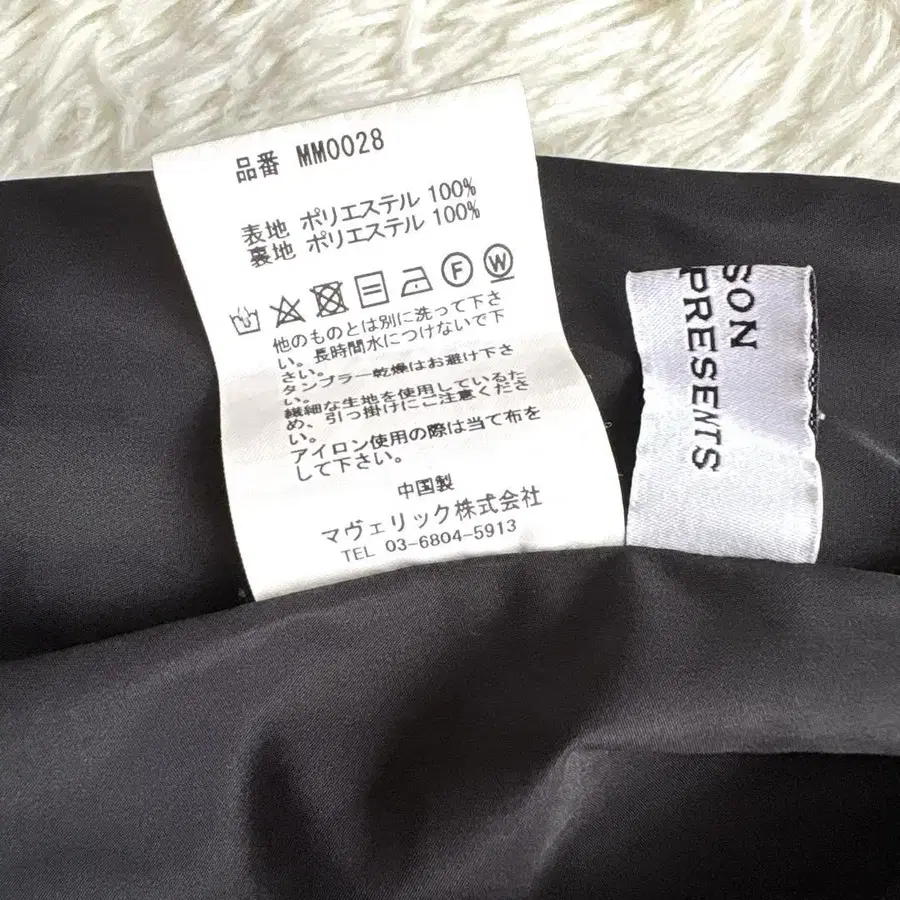 品番 MM0028
表地 ポリエステル 100%
裏地 ポリエステル 100%
F W
他のものとは別に洗って下さ
い。長時間水につけないで下
さい。
タンブラー乾燥はお避け下さ
い。
繊細な生地を使用しているた
め、引っ掛けにご注意くださ
い。
アイロン使用の際は当て布を
して下さい。
中国製
マヴェリック株式会社
TEL 03-6804-5913
SON
PRESENTS